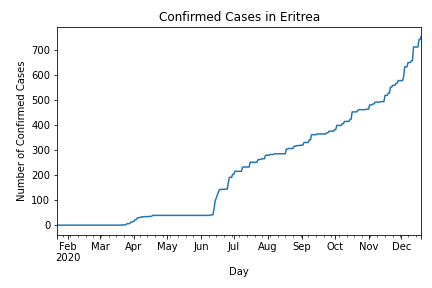 Confirmed Cases in Eritrea
Number of Confirmed Cases
700
600
500
400
300
200
100
0
Feb Mar Apr May Jun Jul Aug Sep Oct Nov Dec
2020
Day